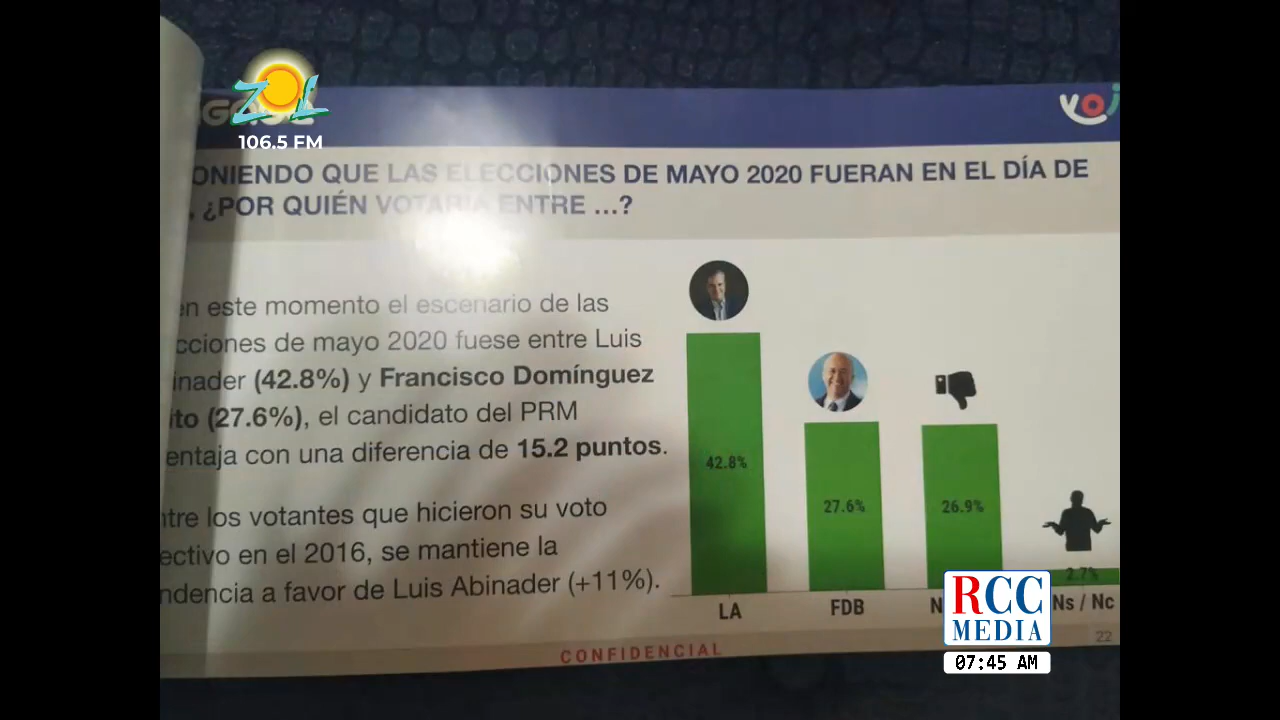 ZOL
106.5 FM
VOI
ONIENDO QUE LAS ELECCIONES DE MAYO 2020 FUERAN EN EL DÍA DE
. ¿POR QUIÉN VOTARÍA ENTRE ...?
en este momento el escenario de las
cciones de mayo 2020 fuese entre Luis
inader (42.8%) y Francisco Domínguez
ito (27.6%), el candidato del PRM
entaja con una diferencia de 15.2 puntos.
ntre los votantes que hicieron su voto
ectivo en el 2016, se mantiene la
ndencia a favor de Luis Abinader (+11%).
42.8%
27.6%
26.9%
2.7%
LA
FDB
N
Ns / Nc
CONFIDENCIAL
22
RCC
MEDIA
07:45 AM